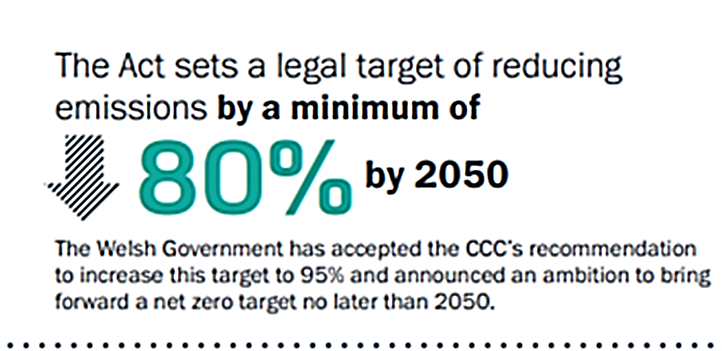 The Act sets a legal target of reducing
emissions by a minimum of
80% by 2050
The Welsh Government has accepted the CCC's recommendation
to increase this target to 95% and announced an ambition to bring
forward a net zero target no later than 2050.